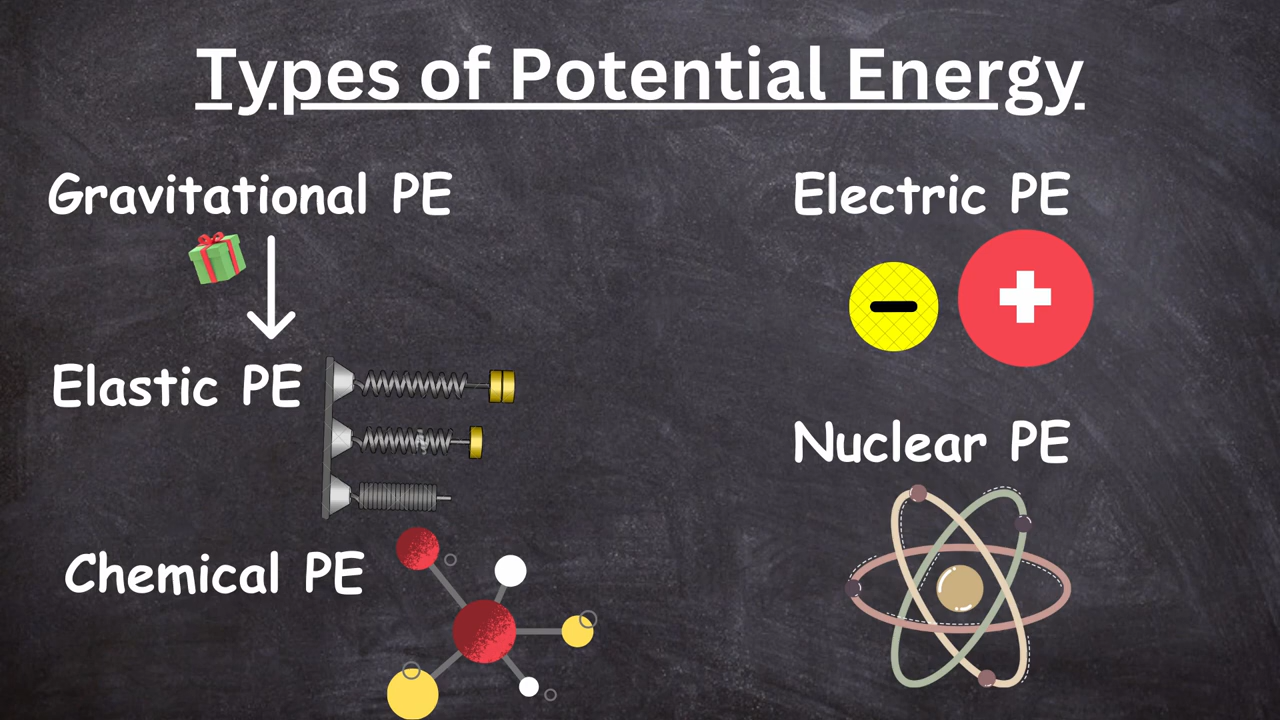 Types of Potential Energy
Gravitational PE
Elastic PE
Chemical PE
Electric PE
Nuclear PE